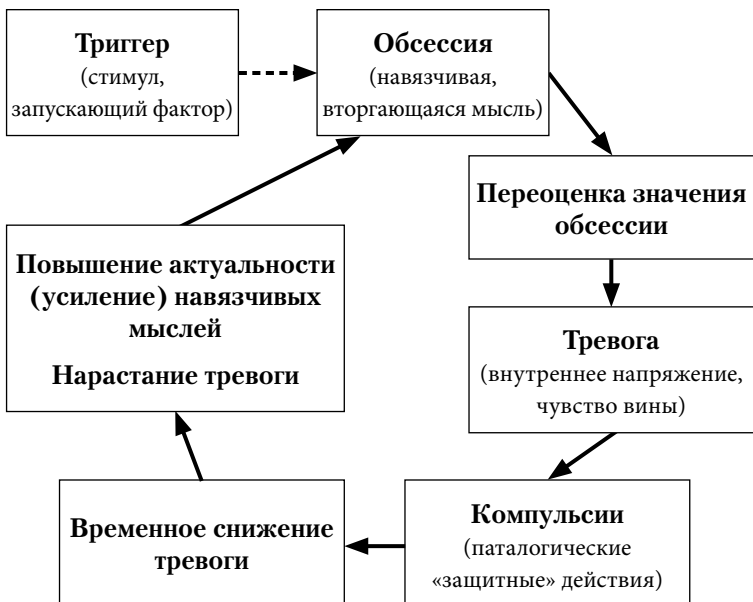 Триггер
(стимул,
запускающий фактор)
Обсессия
(навязчивая,
вторгающаяся мысль)
Переоценка значения
обсессии
Тревога
(внутреннее напряжение,
чувство вины)
Компульсии
(паталогические
«защитные» действия)
Временное снижение
тревоги
Повышение актуальности
(усиление) навязчивых
мыслей
Нарастание тревоги